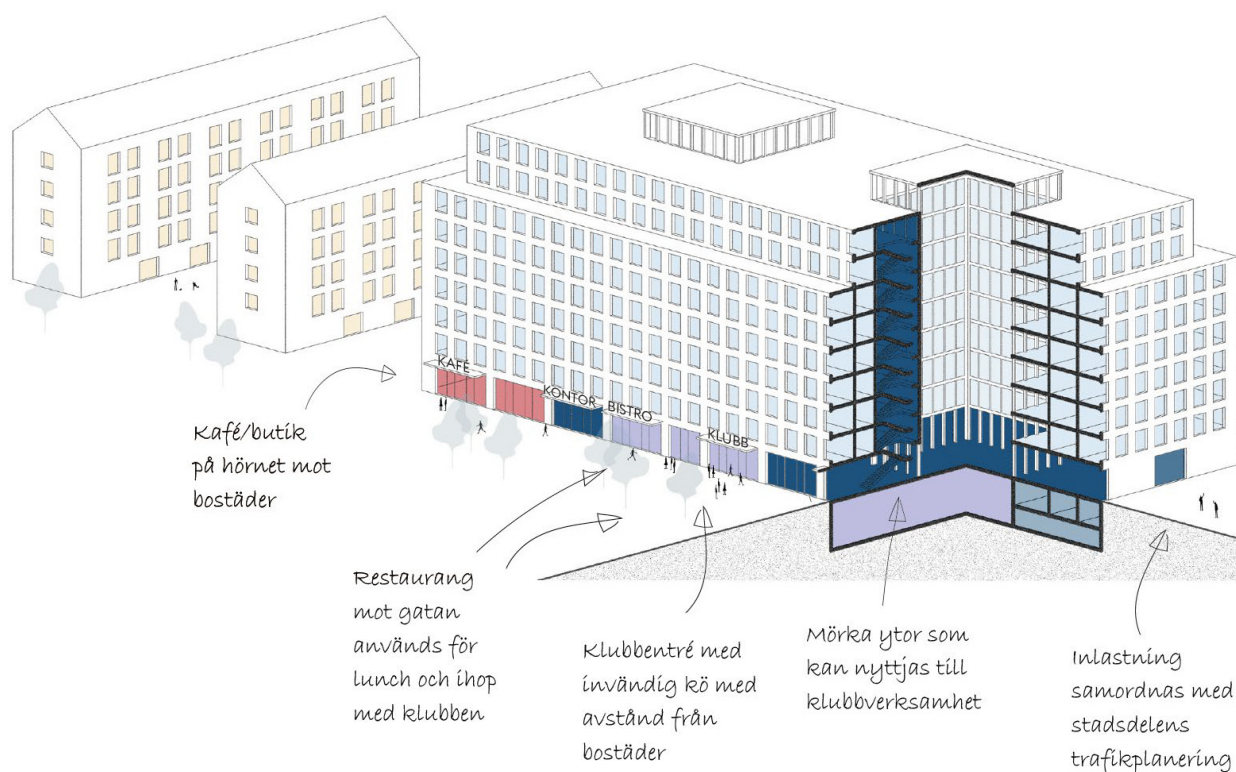 KAFÉ
KONTOR
BISTRO
KLUBB
Kafé/butik
på hörnet mot
bostäder
Restaurang
mot gatan
används för
lunch och ihop
med klubben
Klubbentré med
invändig kö med
avstånd från
bostäder
Mörka ytor som
kan nyttjas till
klubbverksamhet
Inlastning
samordnas med
stadsdelens
trafikplanering